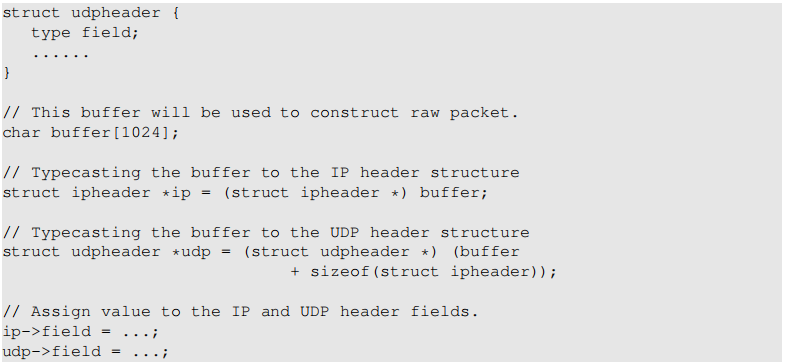 struct udpheader {
   type field;
   ......
}

// This buffer will be used to construct raw packet.
char buffer[1024];

// Typecasting the buffer to the IP header structure
struct ipheader *ip = (struct ipheader *) buffer;

// Typecasting the buffer to the UDP header structure
struct udpheader *udp = (struct udpheader *) (buffer
                             + sizeof(struct ipheader));

// Assign value to the IP and UDP header fields.
ip->field = ...;
udp->field = ...;